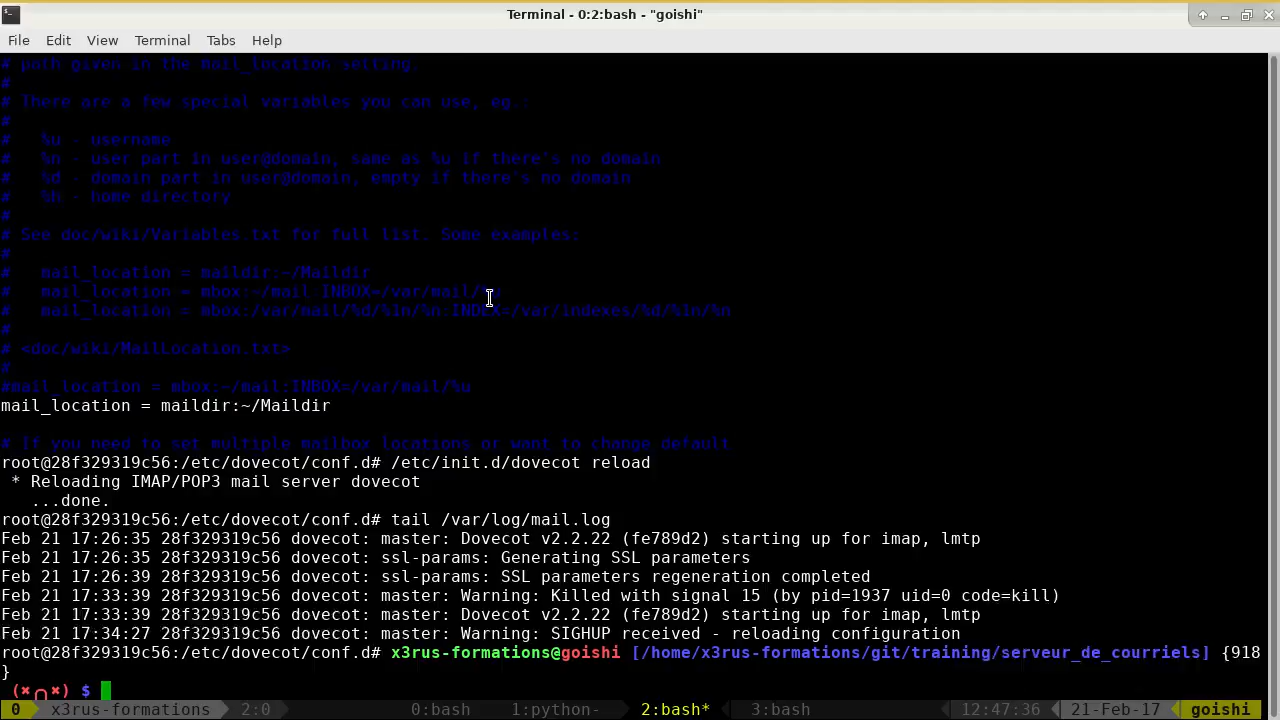 Terminal - 0:2:bash - "goishi"
File Edit View Terminal Tabs Help
# path given in the mail_location setting.
#
# There are a few special variables you can use, eg.:
#
#   %u - username
#   %n - user part in user@domain, same as %u if there's no domain
#   %d - domain part in user@domain, empty if there's no domain
#   %h - home directory
#
# See doc/wiki/Variables.txt for full list. Some examples:
#
#   mail_location = maildir:~/Maildir
#   mail_location = mbox:~/mail:INBOX=/var/mail/%u
#   mail_location = mbox:/var/mail/%d/%1n/%n:INDEX=/var/indexes/%d/%1n/%n
#
# <doc/wiki/MailLocation.txt>
#
#mail_location = mbox:~/mail:INBOX=/var/mail/%u
mail_location = maildir:~/Maildir
# If you need to set multiple mailbox locations or want to change default
root@28f329319c56:/etc/dovecot/conf.d# /etc/init.d/dovecot reload
 * Reloading IMAP/POP3 mail server dovecot
   ...done.
root@28f329319c56:/etc/dovecot/conf.d# tail /var/log/mail.log
Feb 21 17:26:35 28f329319c56 dovecot: master: Dovecot v2.2.22 (fe789d2) starting up for imap, lmtp
Feb 21 17:26:35 28f329319c56 dovecot: ssl-params: Generating SSL parameters
Feb 21 17:26:39 28f329319c56 dovecot: ssl-params: SSL parameters regeneration completed
Feb 21 17:33:39 28f329319c56 dovecot: master: Warning: Killed with signal 15 (by pid=1937 uid=0 code=kill)
Feb 21 17:33:39 28f329319c56 dovecot: master: Dovecot v2.2.22 (fe789d2) starting up for imap, lmtp
Feb 21 17:34:27 28f329319c56 dovecot: master: Warning: SIGHUP received - reloading configuration
root@28f329319c56:/etc/dovecot/conf.d# x3rus-formations@goishi [/home/x3rus-formations/git/training/serveur_de_courriels] {918
}
(✖╭╮✖) $
0 x3rus-formations 2:0 0:bash 1:python- 2:bash* 3:bash 12:47:36 21-Feb-17 goishi